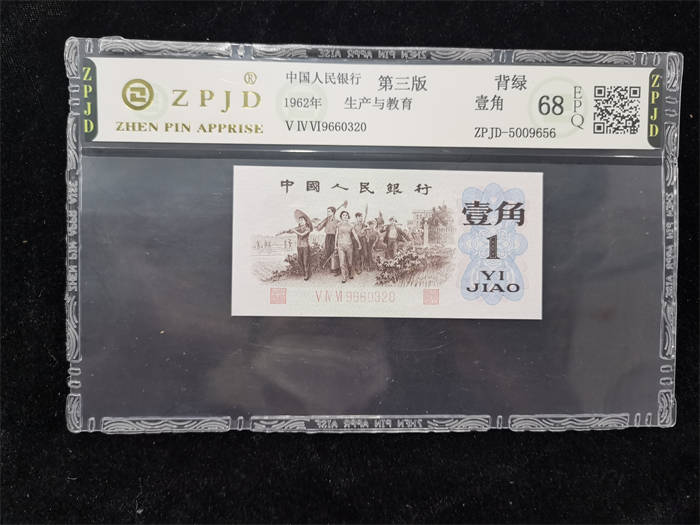 ZPJD
ZPJD®
ZHEN PIN APPRISE
中国人民银行 第三版 背绿
1962年 生产与教育 壹角
V IV VI 9660320
ZPJD-5009656
68
EPQ
ZPJD
中國人民銀行
壹角
1
YI
JIAO
V IV VI 9660320